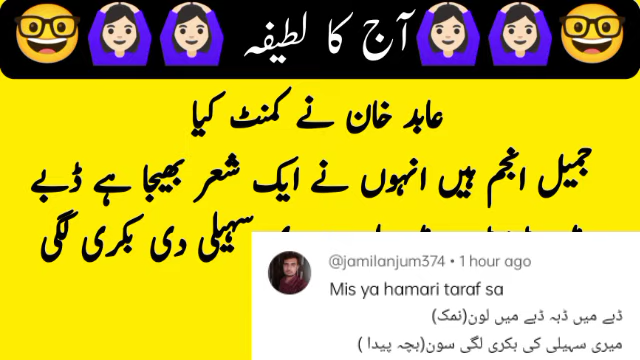 آج کا لطیفہ
عابد خان نے کمنٹ کیا
جمیل انجم ہیں انہوں نے ایک شعر بھیجا ہے ڈبے
سہیلی دی بکری لگی
@jamilanjum374 • 1 hour ago
Mis ya hamari taraf sa
ڈبے میں ڈبہ ڈبے میں لون(نمک)
میری سہیلی کی بکری لگی سون(بچہ پیدا )